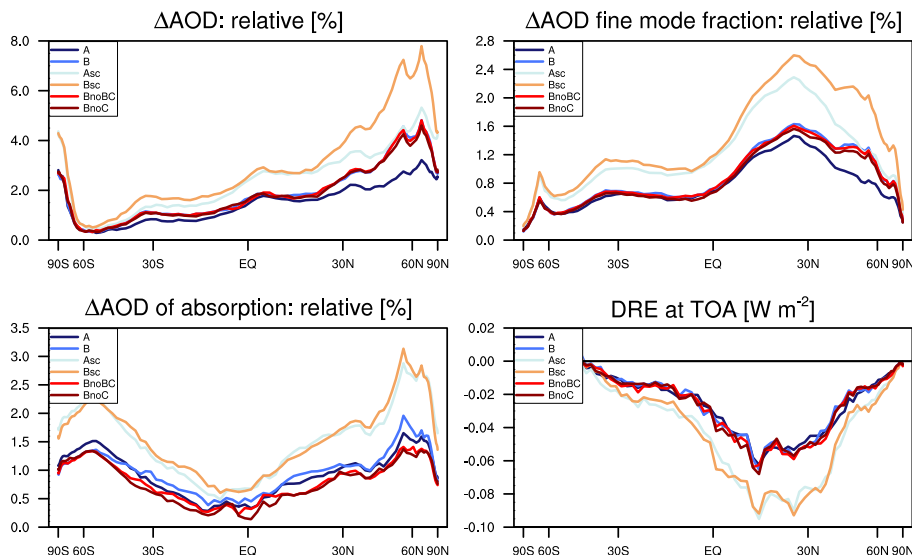 ΔAOD: relative [%]
8.0
6.0
4.0
2.0
0.0
A
B
Asc
Bsc
BnoBC
BnoC
90S 60S 30S EQ 30N 60N 90N
ΔAOD fine mode fraction: relative [%]
2.8
2.4
2.0
1.6
1.2
0.8
0.4
0.0
A
B
Asc
Bsc
BnoBC
BnoC
90S 60S 30S EQ 30N 60N 90N
ΔAOD of absorption: relative [%]
3.5
3.0
2.5
2.0
1.5
1.0
0.5
0.0
A
B
Asc
Bsc
BnoBC
BnoC
90S 60S 30S EQ 30N 60N 90N
DRE at TOA [W m⁻²]
0.02
0.00
-0.02
-0.04
-0.06
-0.08
-0.10
A
B
Asc
Bsc
BnoBC
BnoC
90S 60S 30S EQ 30N 60N 90N